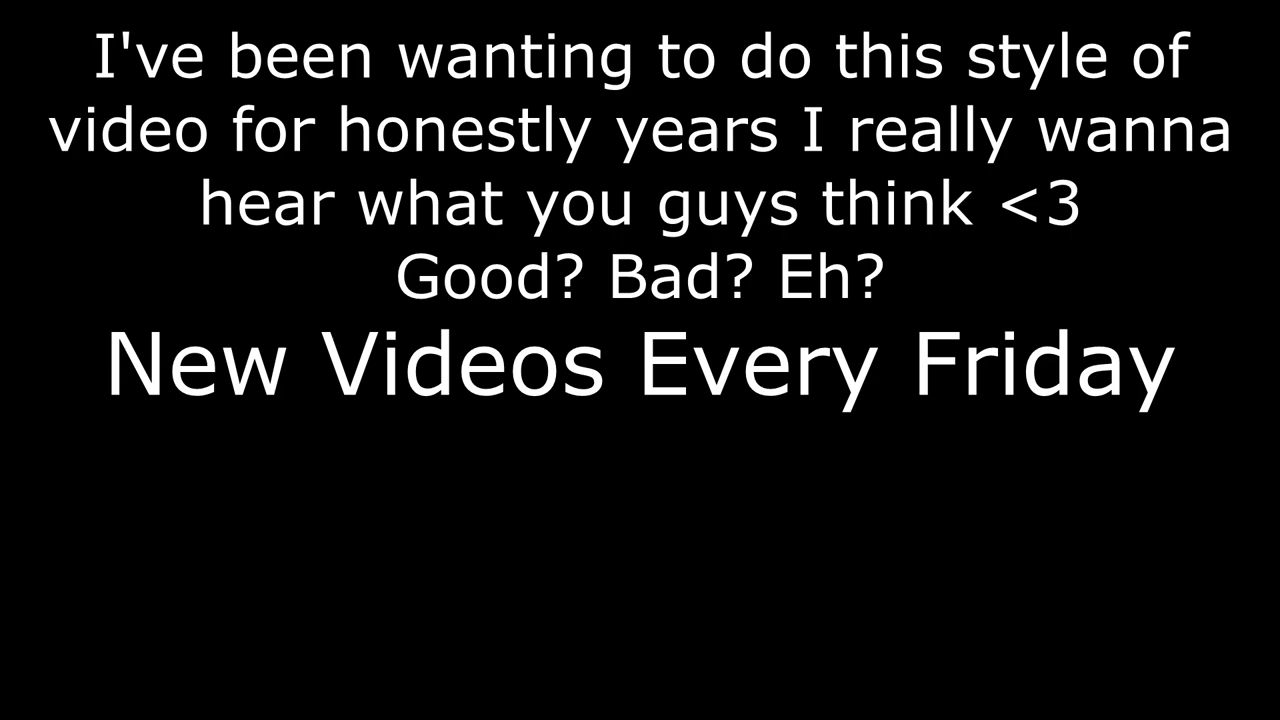 I've been wanting to do this style of
video for honestly years I really wanna
hear what you guys think <3
Good? Bad? Eh?
New Videos Every Friday